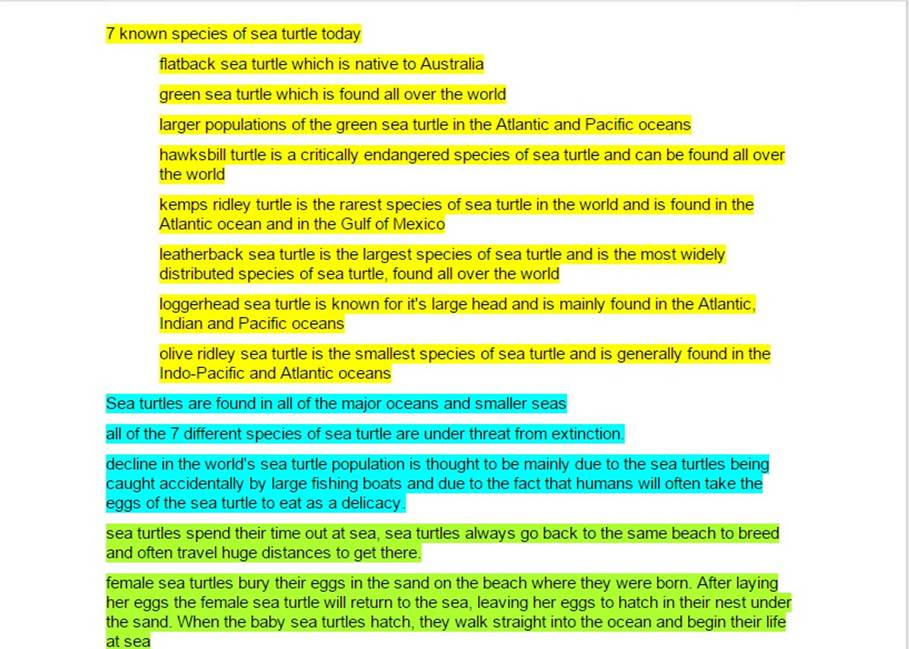 7 known species of sea turtle today
flatback sea turtle which is native to Australia
green sea turtle which is found all over the world
larger populations of the green sea turtle in the Atlantic and Pacific oceans
hawksbill turtle is a critically endangered species of sea turtle and can be found all over
the world
kemps ridley turtle is the rarest species of sea turtle in the world and is found in the
Atlantic ocean and in the Gulf of Mexico
leatherback sea turtle is the largest species of sea turtle and is the most widely
distributed species of sea turtle, found all over the world
loggerhead sea turtle is known for it's large head and is mainly found in the Atlantic,
Indian and Pacific oceans
olive ridley sea turtle is the smallest species of sea turtle and is generally found in the
Indo-Pacific and Atlantic oceans
Sea turtles are found in all of the major oceans and smaller seas
all of the 7 different species of sea turtle are under threat from extinction.
decline in the world's sea turtle population is thought to be mainly due to the sea turtles being
caught accidentally by large fishing boats and due to the fact that humans will often take the
eggs of the sea turtle to eat as a delicacy.
sea turtles spend their time out at sea, sea turtles always go back to the same beach to breed
and often travel huge distances to get there.
female sea turtles bury their eggs in the sand on the beach where they were born. After laying
her eggs the female sea turtle will return to the sea, leaving her eggs to hatch in their nest under
the sand. When the baby sea turtles hatch, they walk straight into the ocean and begin their life
at sea